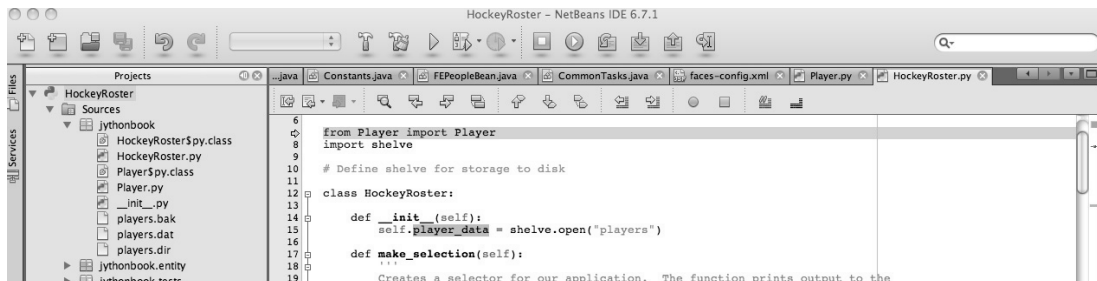 HockeyRoster – NetBeans IDE 6.7.1
Files
Services
Projects
HockeyRoster
Sources
jythonbook
HockeyRoster$py.class
HockeyRoster.py
Player$py.class
Player.py
__init__.py
players.bak
players.dat
players.dir
jythonbook.entity
jythonbook.tests
...java
Constants.java
FEPeopleBean.java
CommonTasks.java
faces-config.xml
Player.py
HockeyRoster.py
6
from Player import Player
8 import shelve
9
10 # Define shelve for storage to disk
11
12 class HockeyRoster:
13
14 def __init__(self):
15 self.player_data = shelve.open("players")
16
17 def make_selection(self):
18 '''
19 Creates a selector for our application. The function prints output to the